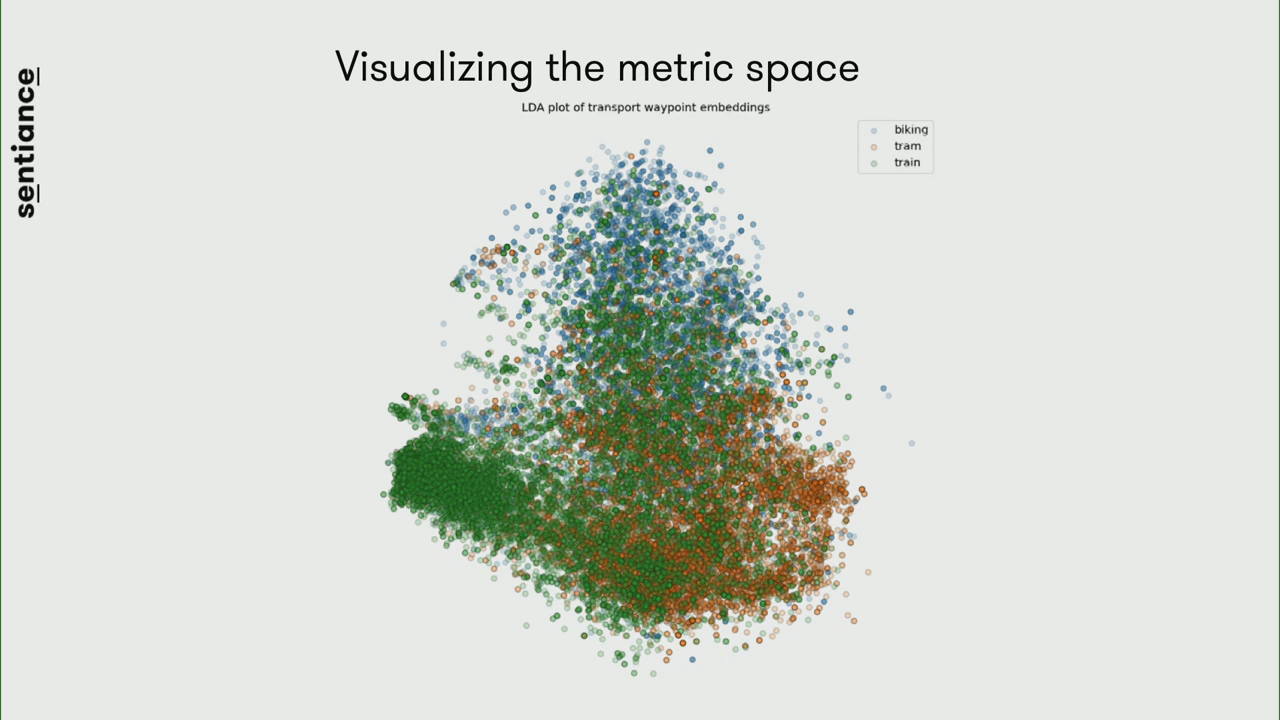 Visualizing the metric space
LDA plot of transport waypoint embeddings
biking
tram
train
sentiance